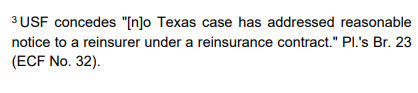 ³ USF concedes "[n]o Texas case has addressed reasonable
notice to a reinsurer under a reinsurance contract." Pl.'s Br. 23
(ECF No. 32).